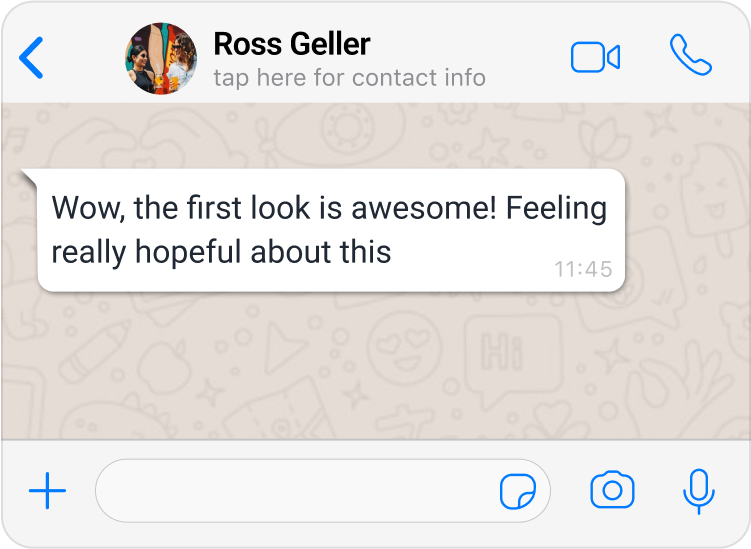 Ross Geller
tap here for contact info
Wow, the first look is awesome! Feeling
really hopeful about this
11:45
Hi